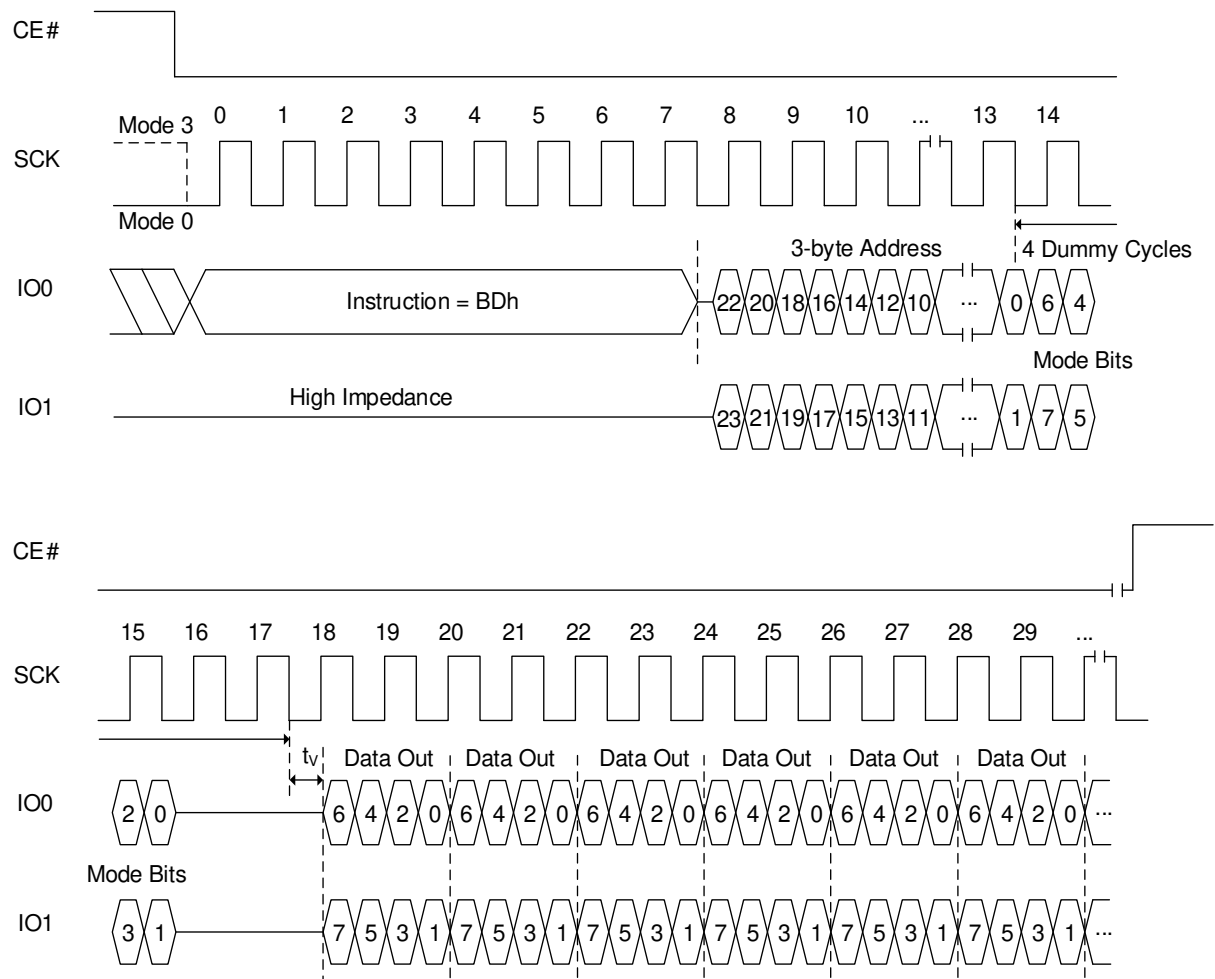 CE#
0 1 2 3 4 5 6 7 8 9 10 ... 13 14
Mode 3
SCK
Mode 0
3-byte Address 4 Dummy Cycles
IO0
Instruction = BDh 22 20 18 16 14 12 10 ... 0 6 4
Mode Bits
IO1 High Impedance 23 21 19 17 15 13 11 ... 1 7 5
CE#
15 16 17 18 19 20 21 22 23 24 25 26 27 28 29 ...
SCK
tV Data Out Data Out Data Out Data Out Data Out Data Out
IO0 2 0 6 4 2 0 6 4 2 0 6 4 2 0 6 4 2 0 6 4 2 0 6 4 2 0 ...
Mode Bits
IO1 3 1 7 5 3 1 7 5 3 1 7 5 3 1 7 5 3 1 7 5 3 1 7 5 3 1 ...